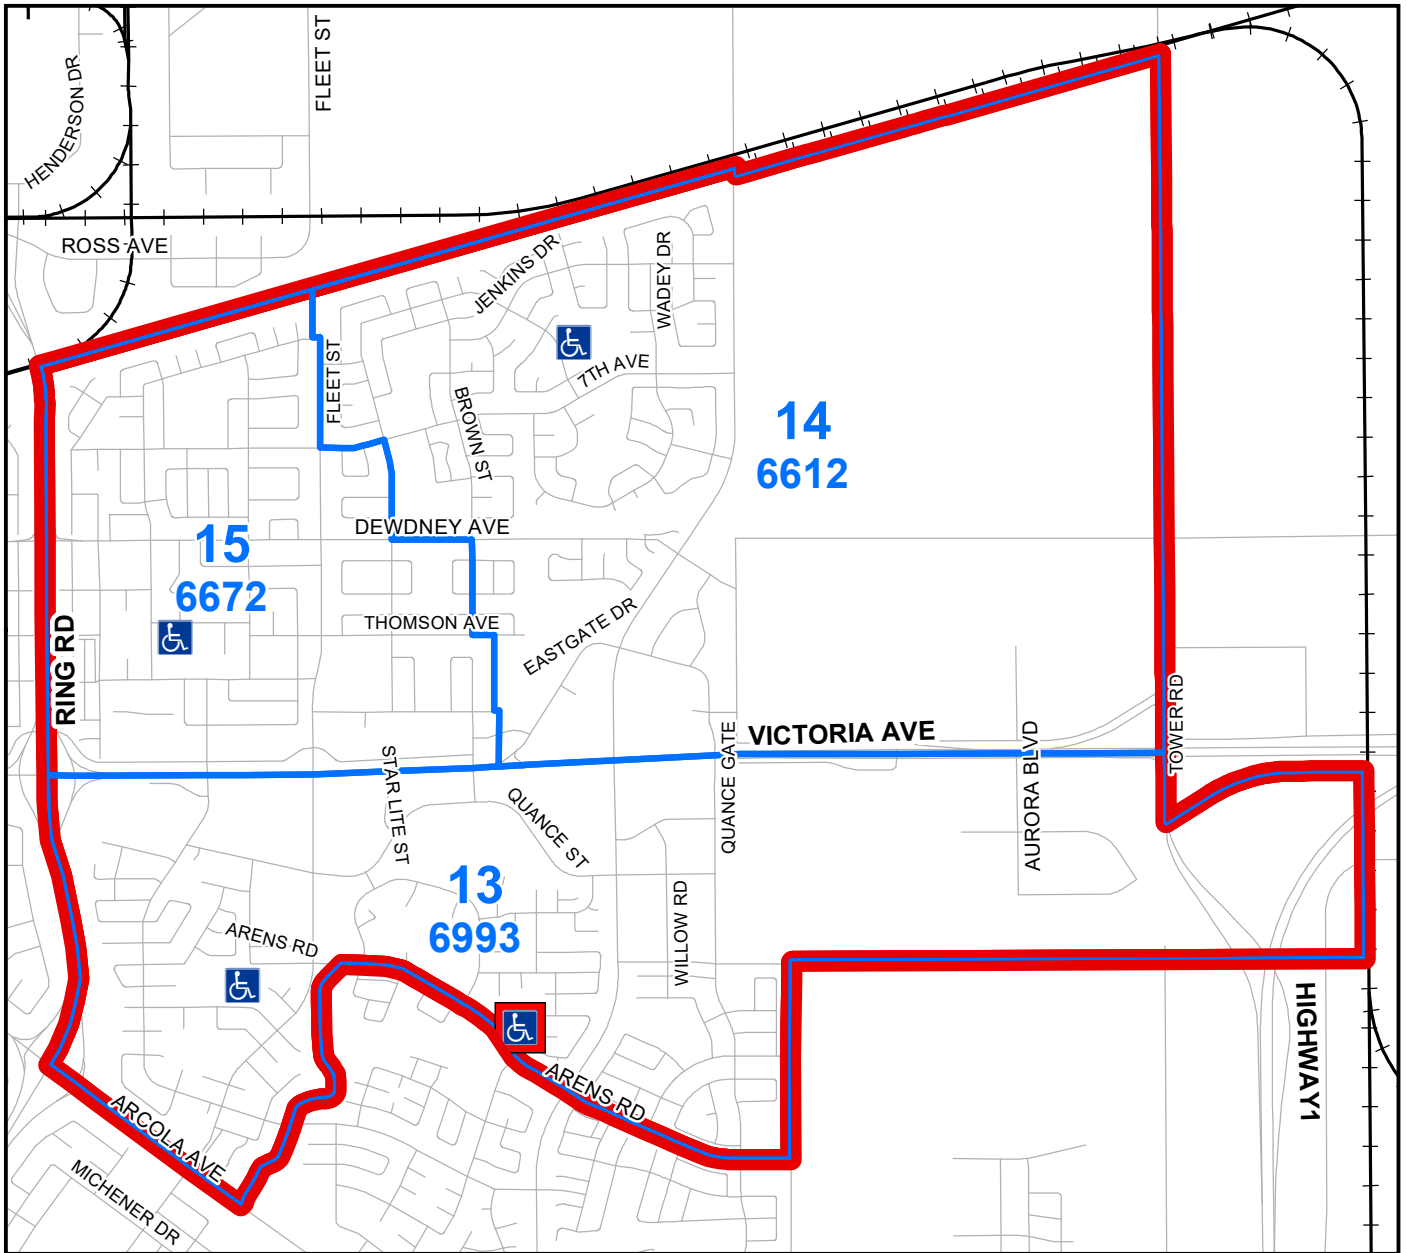 FLEET ST
HENDERSON DR
ROSS AVE
JENKINS DR
WADEY DR
7TH AVE
FLEET ST
BROWN ST
14
6612
DEWDNEY AVE
15
6672
THOMSON AVE
EASTGATE DR
RING RD
TOWER RD
VICTORIA AVE
QUANCE GATE
AURORA BLVD
STAR LITE ST
QUANCE ST
13
6993
WILLOW RD
ARENS RD
HIGHWAY1
ARENS RD
ARCOLA AVE
MICHENER DR